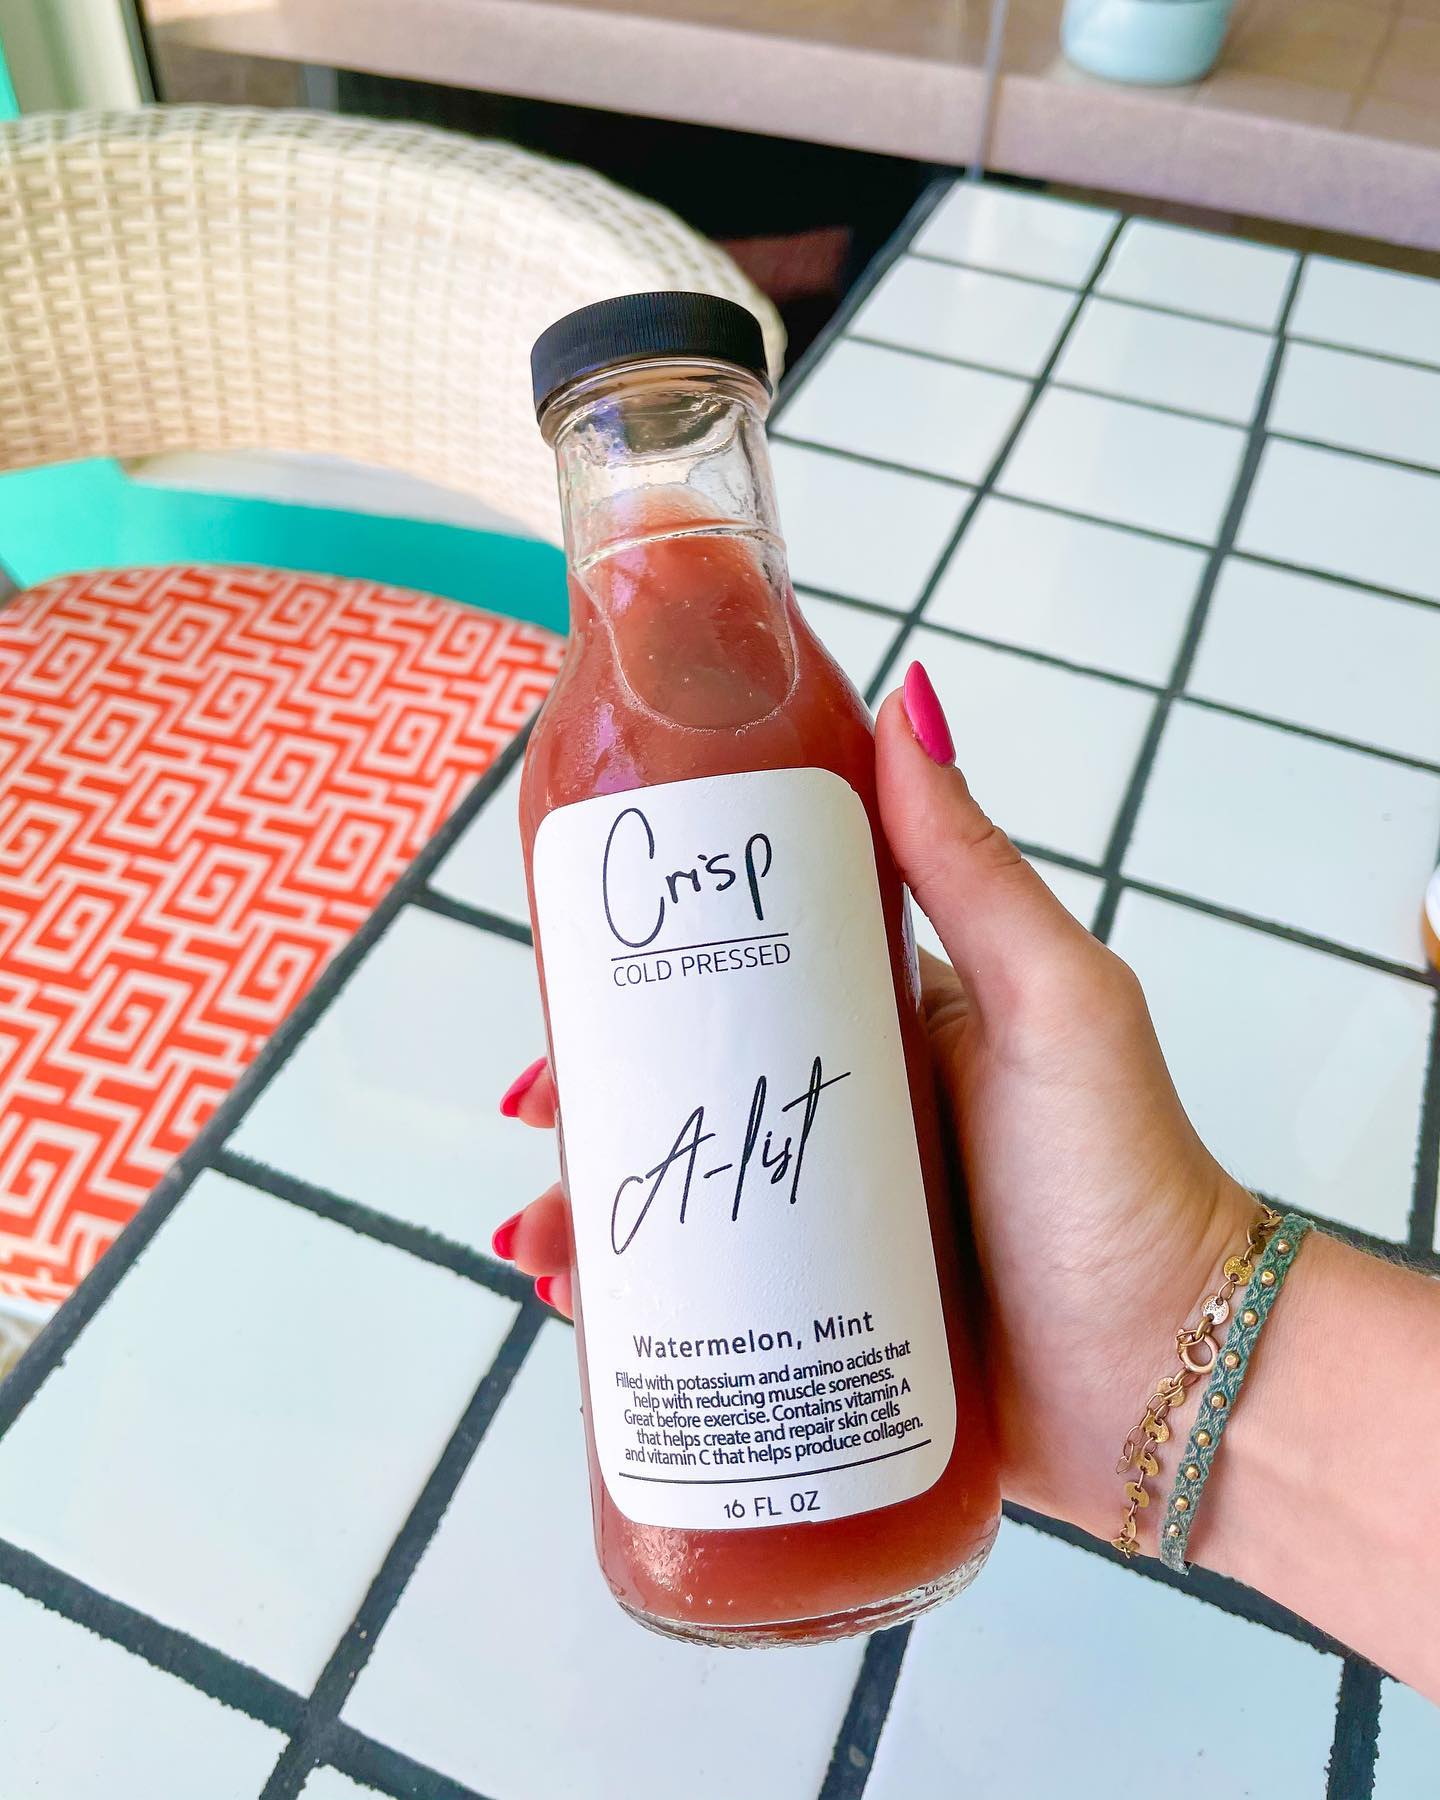 Crisp
COLD PRESSED
A-list
Watermelon, Mint
Filled with potassium and amino acids that
help with reducing muscle soreness.
Great before exercise. Contains vitamin A
that helps create and repair skin cells
and vitamin C that helps produce collagen.
16 FL OZ